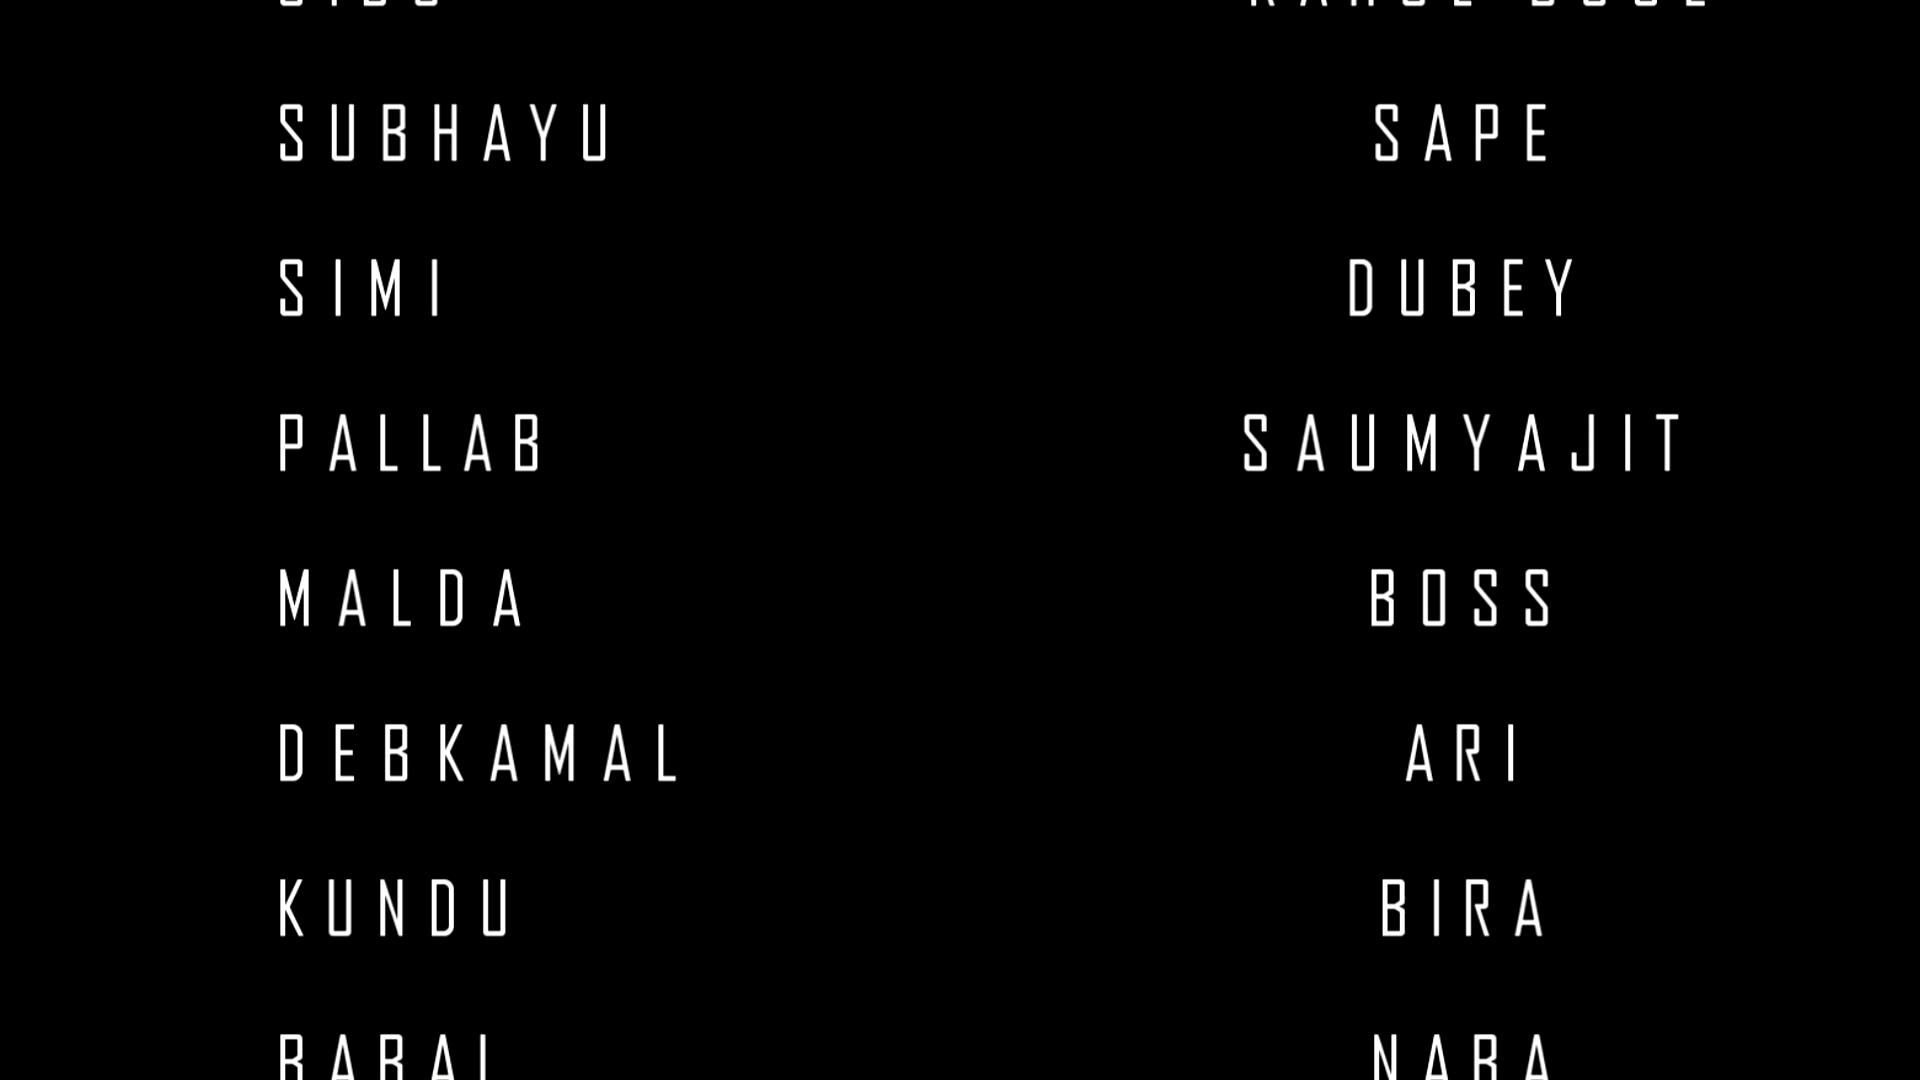 SUBHAYU SAPE
SIMI DUBEY
PALLAB SAUMYAJIT
MALDA BOSS
DEBKAMAL ARI
KUNDU BIRA